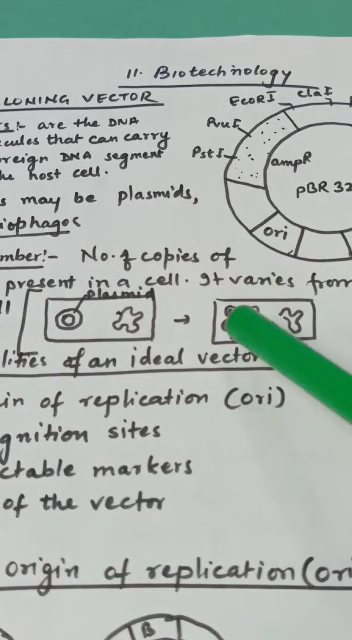 11. Biotechnology
LONING VECTOR
EcoRI
ClaI
rs:- are the DNA
PvuI
cules that can carry
PstI
ampR
oreign DNA segment
the host cell.
pBR 32
s may be plasmids,
iophages
ori
mber:- No. of copies of
present in a cell. It varies from
plasmid
lities of an ideal vector
in of replication (ori)
gnition sites
ctable markers
of the vector
origin of replication (ori
B